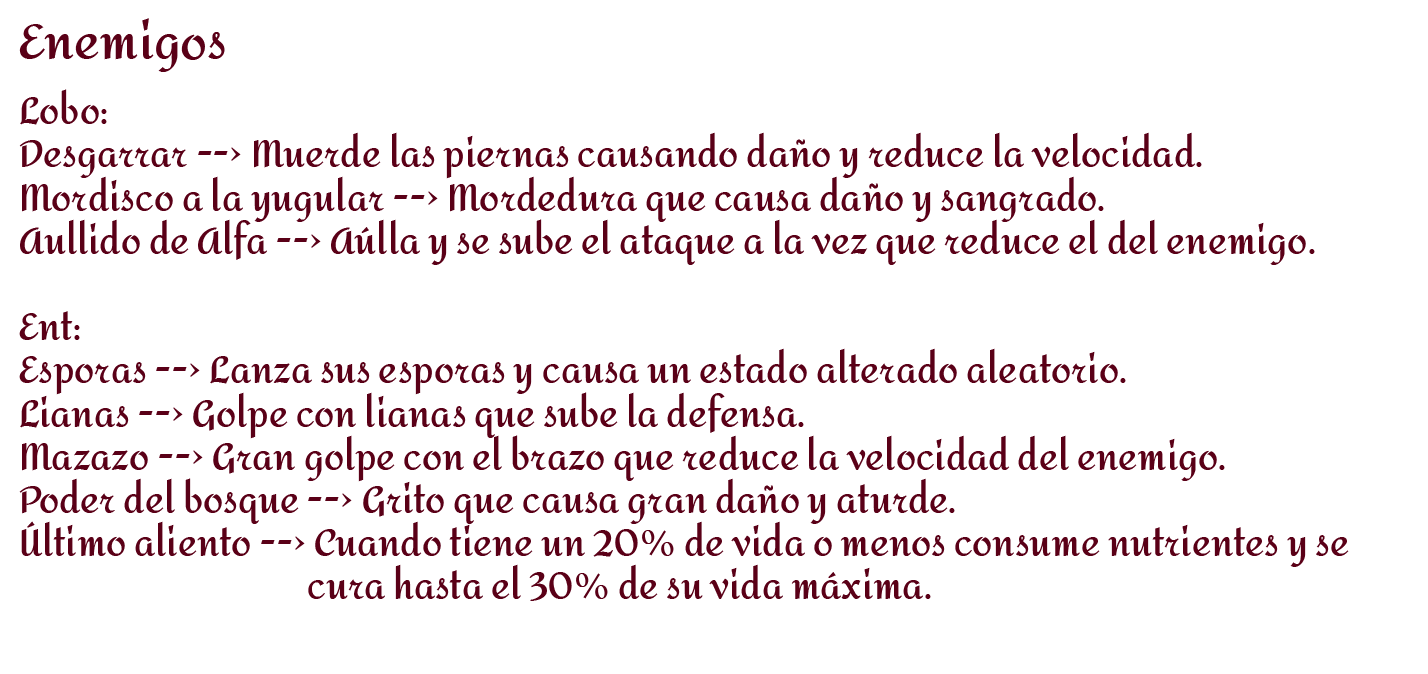 Enemigos
Lobo:
Desgarrar --> Muerde las piernas causando daño y reduce la velocidad.
Mordisco a la yugular --> Mordedura que causa daño y sangrado.
Aullido de Alfa --> Aúlla y se sube el ataque a la vez que reduce el del enemigo.
Ent:
Esporas --> Lanza sus esporas y causa un estado alterado aleatorio.
Lianas --> Golpe con lianas que sube la defensa.
Mazazo --> Gran golpe con el brazo que reduce la velocidad del enemigo.
Poder del bosque --> Grito que causa gran daño y aturde.
Último aliento --> Cuando tiene un 20% de vida o menos consume nutrientes y se
cura hasta el 30% de su vida máxima.